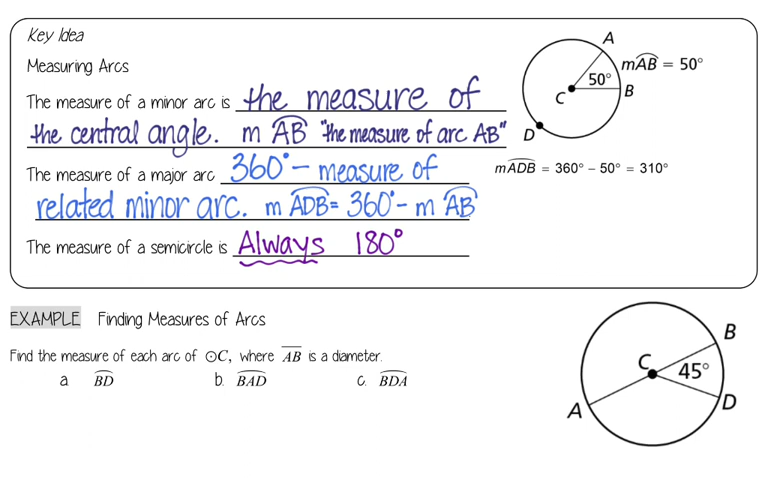 Key Idea
Measuring Arcs
The measure of a minor arc is the measure of
the central angle. m AB͡ "the measure of arc AB"
The measure of a major arc 360° − measure of
related minor arc. m ADB͡ = 360° − m AB͡
The measure of a semicircle is Always 180°
A
mAB͡ = 50°
50°
C
B
D
mADB͡ = 360° − 50° = 310°
EXAMPLE Finding Measures of Arcs
Find the measure of each arc of ⊙C, where A̅B̅ is a diameter.
a BD͡ b. BAD͡ c. BDA͡
B
C
45°
A
D